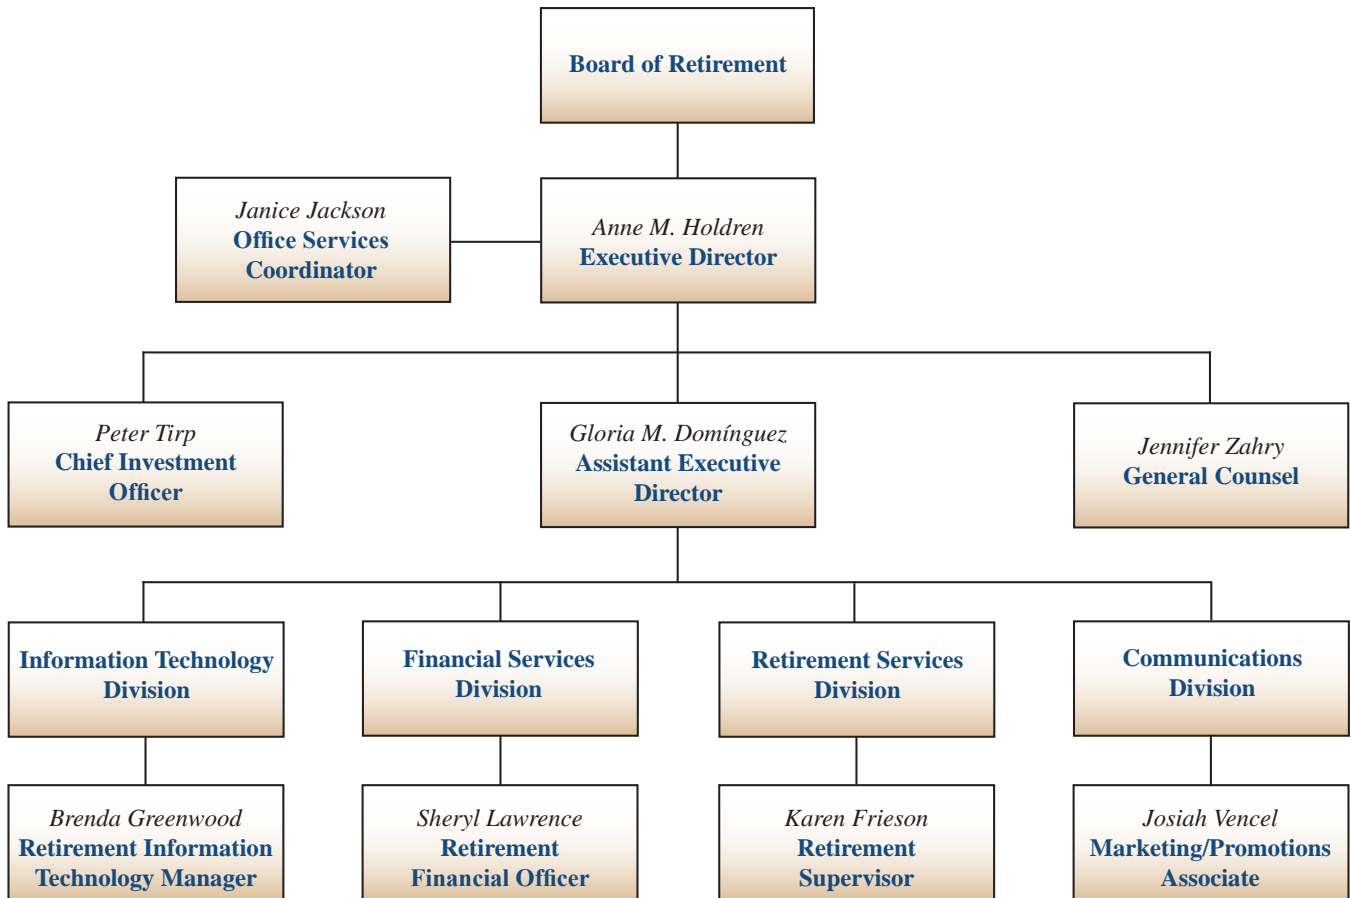 Board of Retirement
Janice Jackson
Office Services
Coordinator
Anne M. Holdren
Executive Director
Peter Tirp
Chief Investment
Officer
Gloria M. Domínguez
Assistant Executive
Director
Jennifer Zahry
General Counsel
Information Technology
Division
Financial Services
Division
Retirement Services
Division
Communications
Division
Brenda Greenwood
Retirement Information
Technology Manager
Sheryl Lawrence
Retirement
Financial Officer
Karen Frieson
Retirement
Supervisor
Josiah Vencel
Marketing/Promotions
Associate